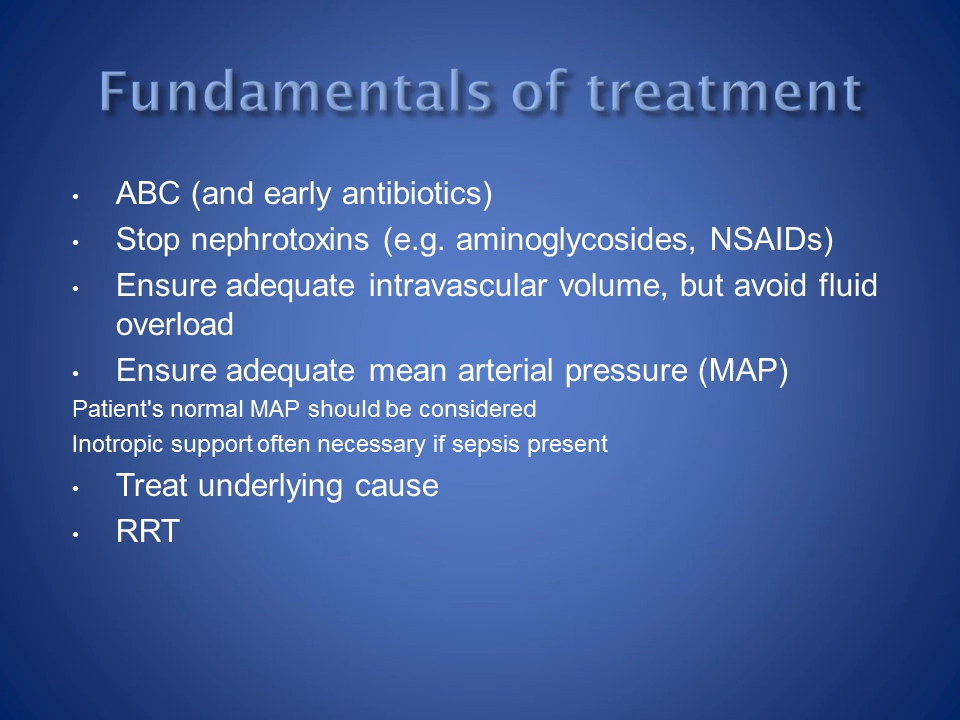 Fundamentals of treatment
• ABC (and early antibiotics)
• Stop nephrotoxins (e.g. aminoglycosides, NSAIDs)
• Ensure adequate intravascular volume, but avoid fluid
overload
• Ensure adequate mean arterial pressure (MAP)
Patient's normal MAP should be considered
Inotropic support often necessary if sepsis present
• Treat underlying cause
• RRT